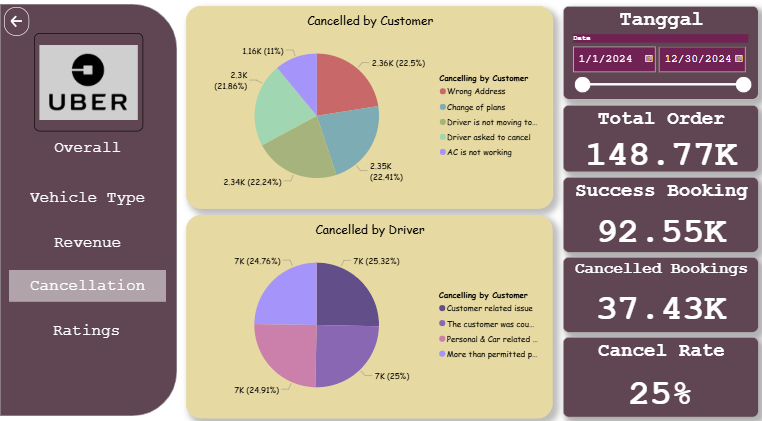 UBER
Overall
Vehicle Type
Revenue
Cancellation
Ratings
Cancelled by Customer
1.16K (11%)
2.36K (22.5%)
2.3K
(21.86%)
2.35K
(22.41%)
2.34K (22.24%)
Cancelling by Customer
Wrong Address
Change of plans
Driver is not moving to...
Driver asked to cancel
AC is not working
Cancelled by Driver
7K (24.76%)
7K (25.32%)
7K (24.91%)
7K (25%)
Cancelling by Customer
Customer related issue
The customer was cou...
Personal & Car related ...
More than permitted p...
Tanggal
Date
1/1/2024
12/30/2024
Total Order
148.77K
Success Booking
92.55K
Cancelled Bookings
37.43K
Cancel Rate
25%